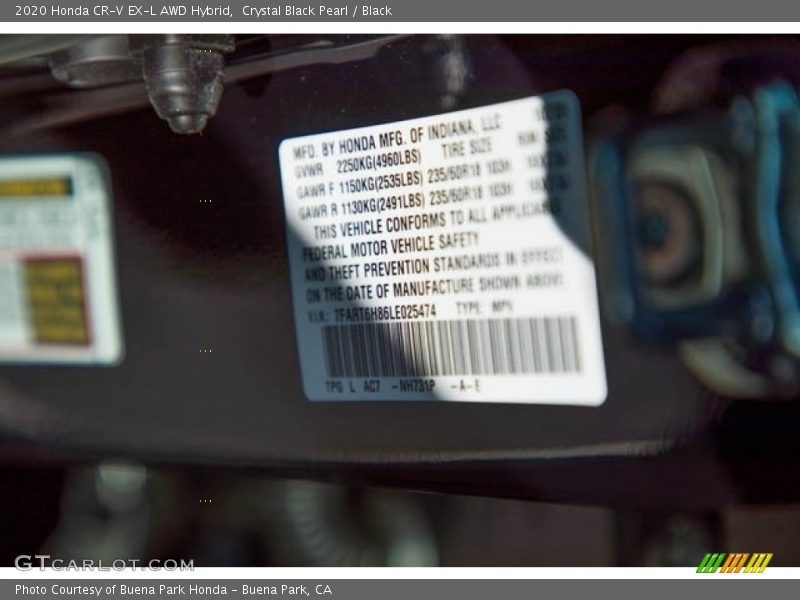 2020 Honda CR-V EX-L AWD Hybrid, Crystal Black Pearl / Black
MFD. BY HONDA MFG. OF INDIANA, LLC
GVWR 2250KG(4960LBS) TIRE SIZE RIM SIZE
GAWR F 1150KG(2535LBS) 235/60R18 103H
GAWR R 1130KG(2491LBS) 235/60R18 103H
THIS VEHICLE CONFORMS TO ALL APPLICABLE
FEDERAL MOTOR VEHICLE SAFETY
AND THEFT PREVENTION STANDARDS IN EFFECT
ON THE DATE OF MANUFACTURE SHOWN ABOVE
V.I.N.: 7FART6H86LE025474 TYPE: MPV
TPG L AC7 -NH731P -A-E
GTCARLOT.COM
Photo Courtesy of Buena Park Honda - Buena Park, CA